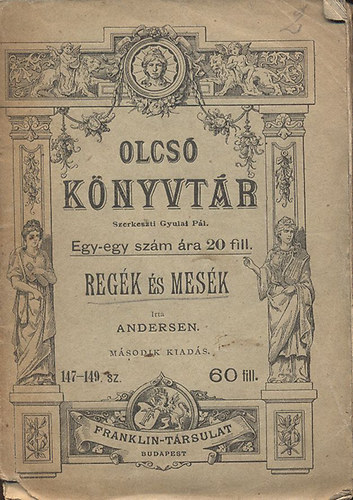 OLCSÓ
KÖNYVTÁR
Szerkeszti Gyulai Pál.
Egy-egy szám ára 20 fill.
REGÉK ÉS MESÉK
Irta
ANDERSEN.
MÁSODIK KIADÁS.
147–149. sz. 60 fill.
FRANKLIN-TÁRSULAT
BUDAPEST